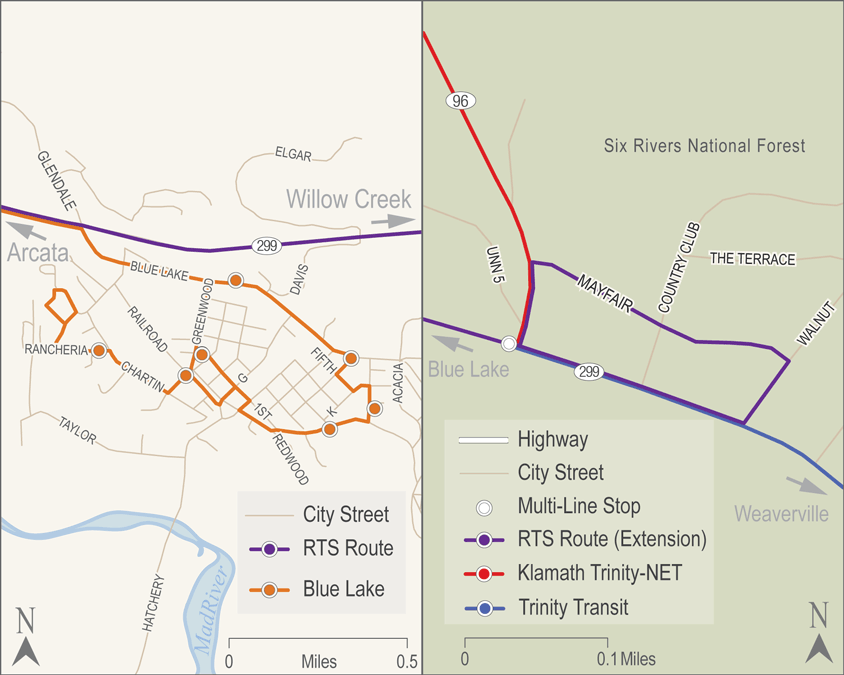 GLENDALE
ELGAR
Willow Creek
299
Arcata
BLUE LAKE
DAVIS
GREENWOOD
RAILROAD
RANCHERIA
CHARTIN
FIFTH
ACACIA
G
1ST
K
TAYLOR
REDWOOD
HATCHERY
MadRiver
City Street
RTS Route
Blue Lake
N
0
Miles
0.5
96
Six Rivers National Forest
UNN 5
COUNTRY CLUB
THE TERRACE
MAYFAIR
WALNUT
Blue Lake
299
Weaverville
Highway
City Street
Multi-Line Stop
RTS Route (Extension)
Klamath Trinity-NET
Trinity Transit
N
0
0.1 Miles